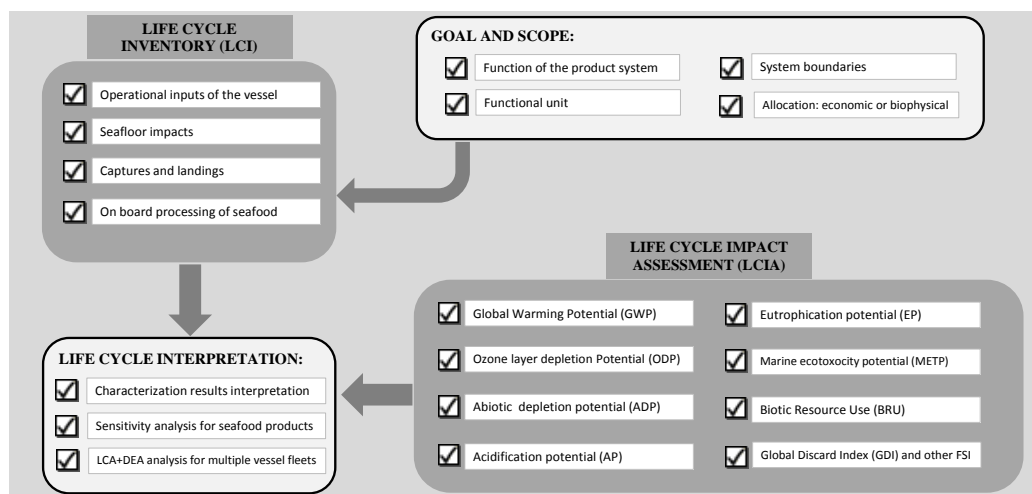 LIFE CYCLE
INVENTORY (LCI)
Operational inputs of the vessel
Seafloor impacts
Captures and landings
On board processing of seafood
GOAL AND SCOPE:
Function of the product system
System boundaries
Functional unit
Allocation: economic or biophysical
LIFE CYCLE IMPACT
ASSESSMENT (LCIA)
Global Warming Potential (GWP)
Eutrophication potential (EP)
Ozone layer depletion Potential (ODP)
Marine ecotoxocity potential (METP)
Abiotic depletion potential (ADP)
Biotic Resource Use (BRU)
Acidification potential (AP)
Global Discard Index (GDI) and other FSI
LIFE CYCLE INTERPRETATION:
Characterization results interpretation
Sensitivity analysis for seafood products
LCA+DEA analysis for multiple vessel fleets